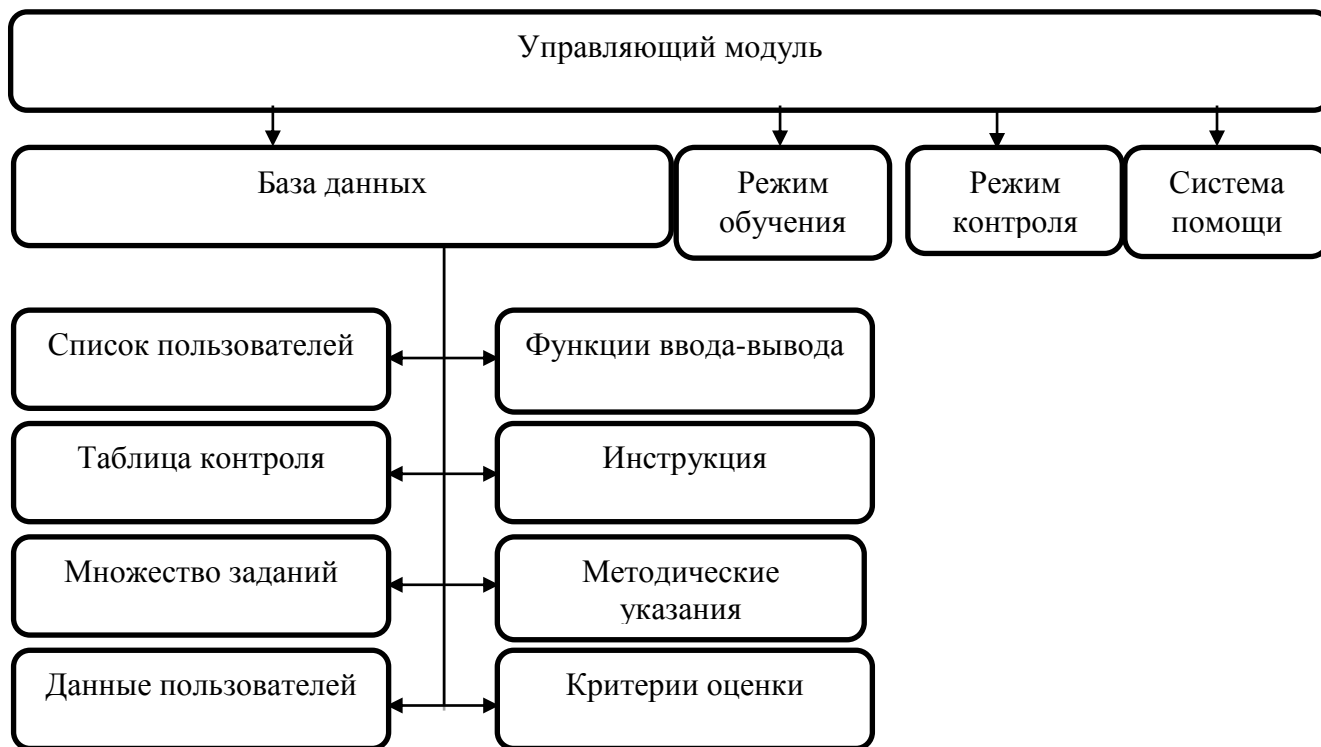 Управляющий модуль
База данных
Режим
обучения
Режим
контроля
Система
помощи
Список пользователей
Функции ввода-вывода
Таблица контроля
Инструкция
Множество заданий
Методические
указания
Данные пользователей
Критерии оценки